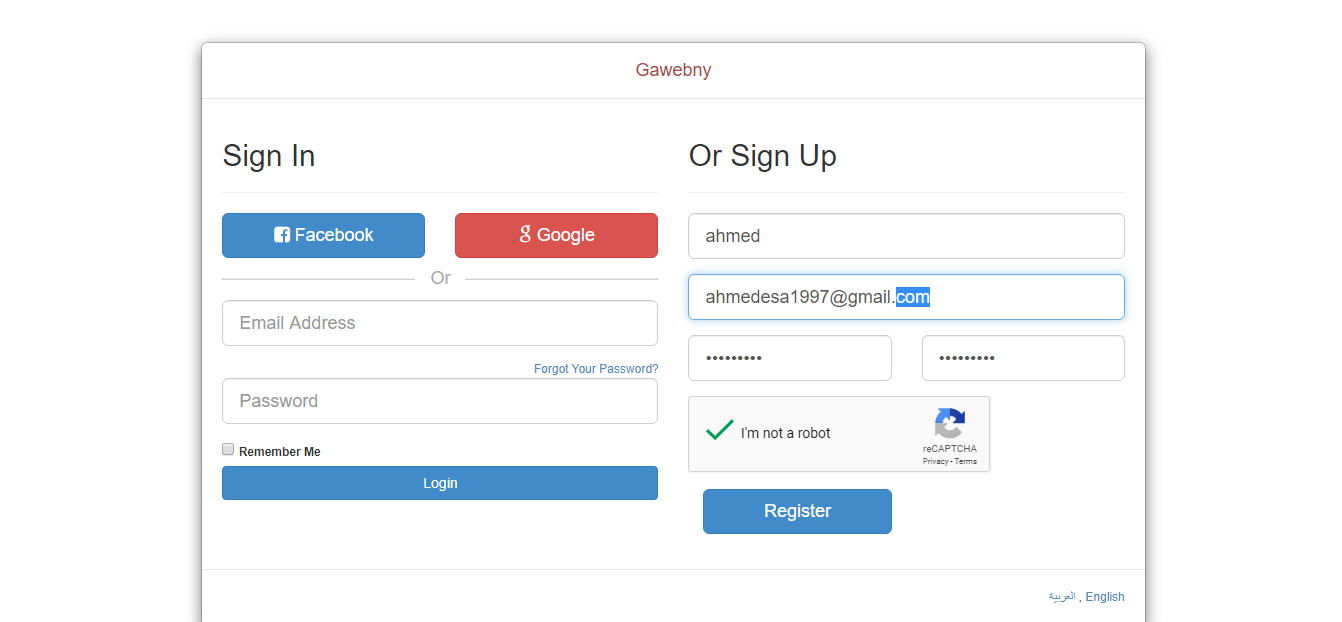 Gawebny
Sign In
Facebook
Google
Or
Email Address
Forgot Your Password?
Password
Remember Me
Login
Or Sign Up
ahmed
ahmedesa1997@gmail.com
••••••••• •••••••••
I'm not a robot
reCAPTCHA
Privacy - Terms
Register
العربية , English